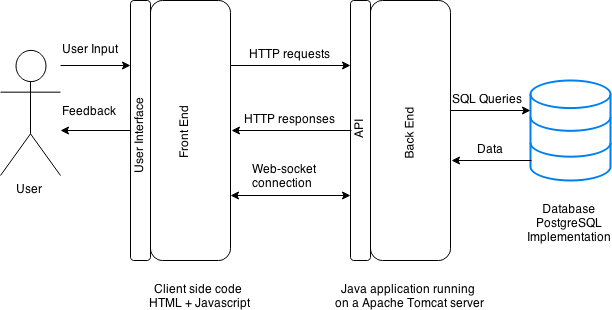 User Input
Feedback
User
User Interface
Front End
HTTP requests
HTTP responses
Web-socket
connection
API
Back End
SQL Queries
Data
Database
PostgreSQL
Implementation
Client side code
HTML + Javascript
Java application running
on a Apache Tomcat server